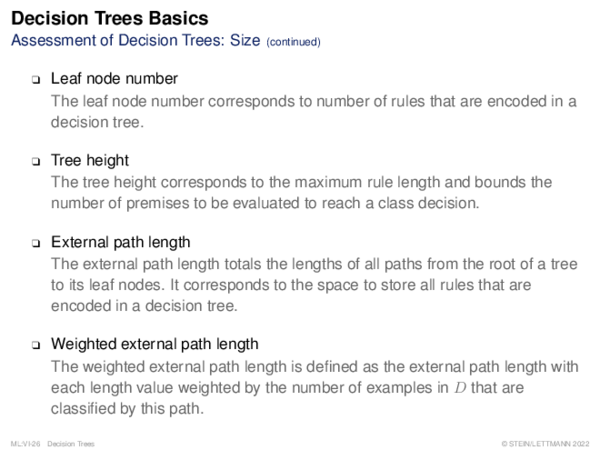 Decision Trees Basics
Assessment of Decision Trees: Size (continued)
❑ Leaf node number
The leaf node number corresponds to number of rules that are encoded in a
decision tree.
❑ Tree height
The tree height corresponds to the maximum rule length and bounds the
number of premises to be evaluated to reach a class decision.
❑ External path length
The external path length totals the lengths of all paths from the root of a tree
to its leaf nodes. It corresponds to the space to store all rules that are
encoded in a decision tree.
❑ Weighted external path length
The weighted external path length is defined as the external path length with
each length value weighted by the number of examples in D that are
classified by this path.
ML:VI-26 Decision Trees © STEIN/LETTMANN 2022